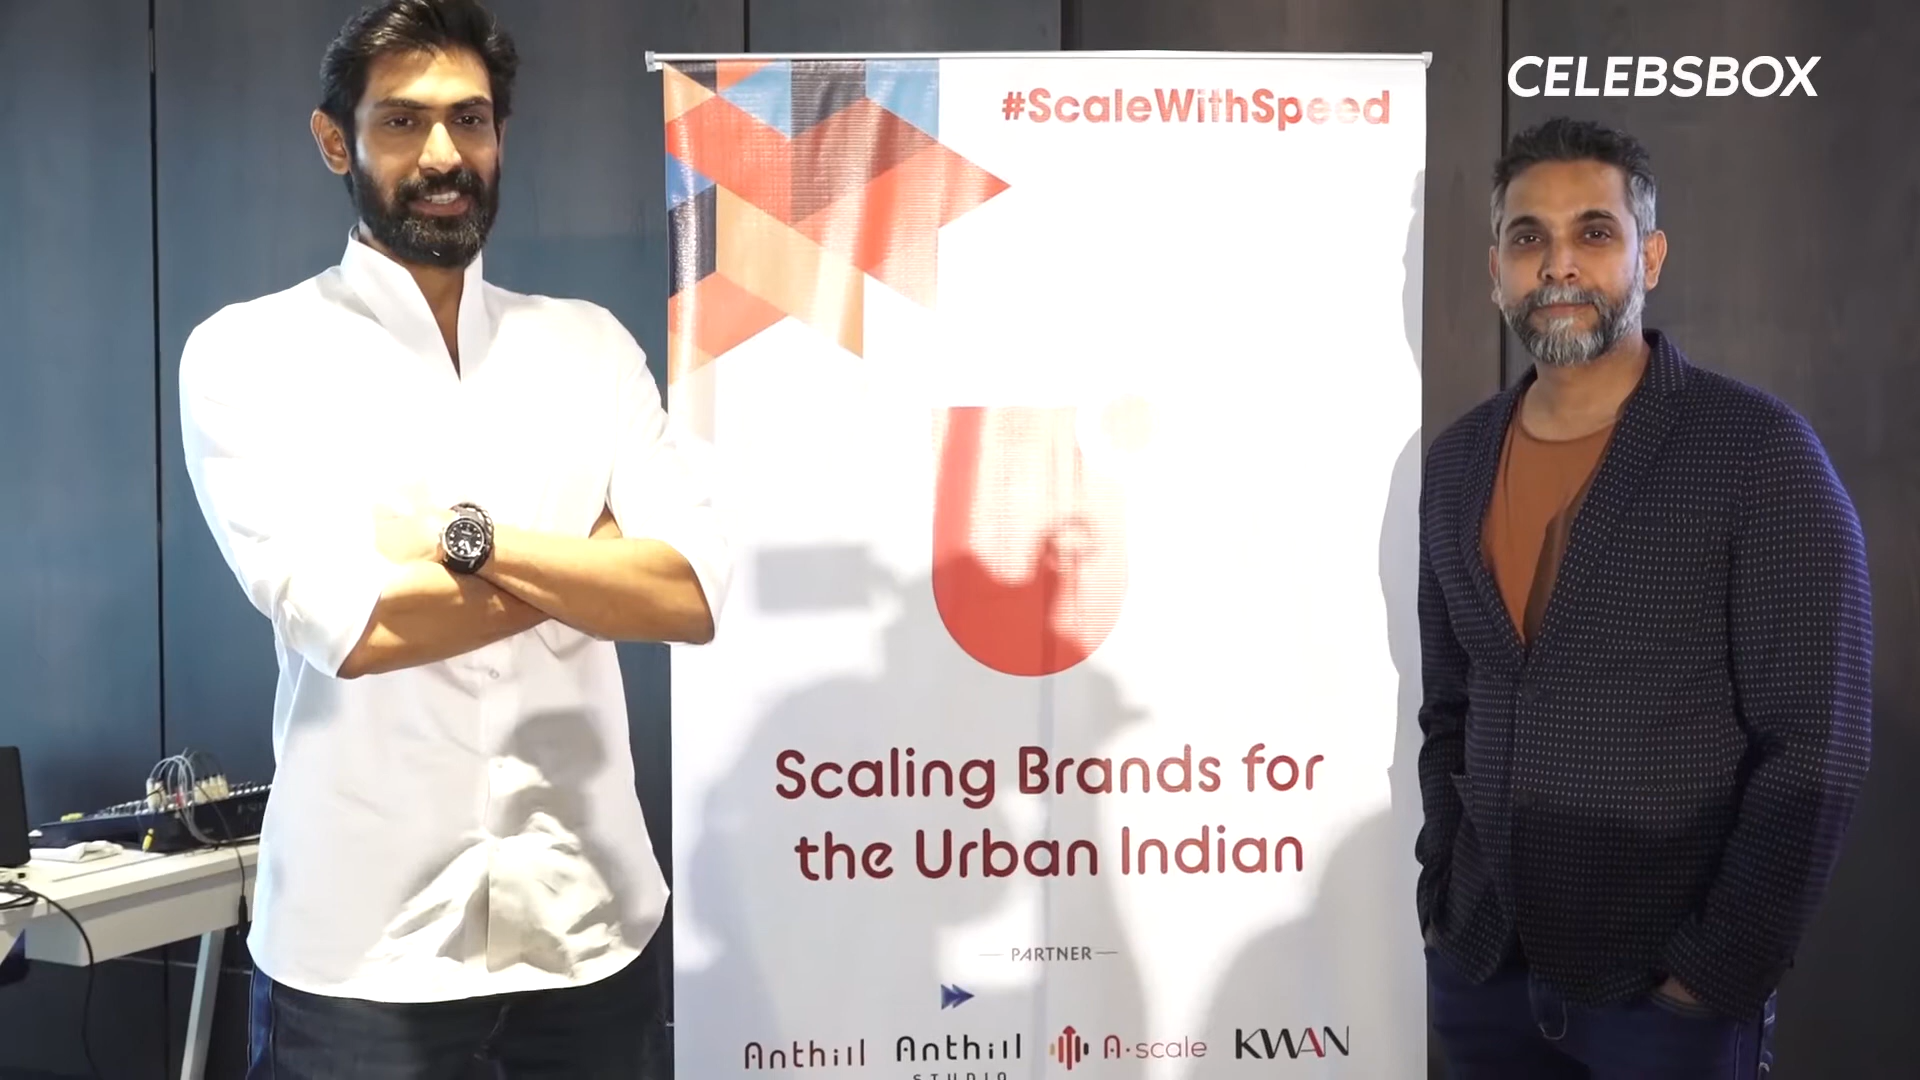 CELEBSBOX
#ScaleWithSpeed
Scaling Brands for
the Urban Indian
PARTNER
Anthill
Anthill
STUDIO
A·scale
KWAN